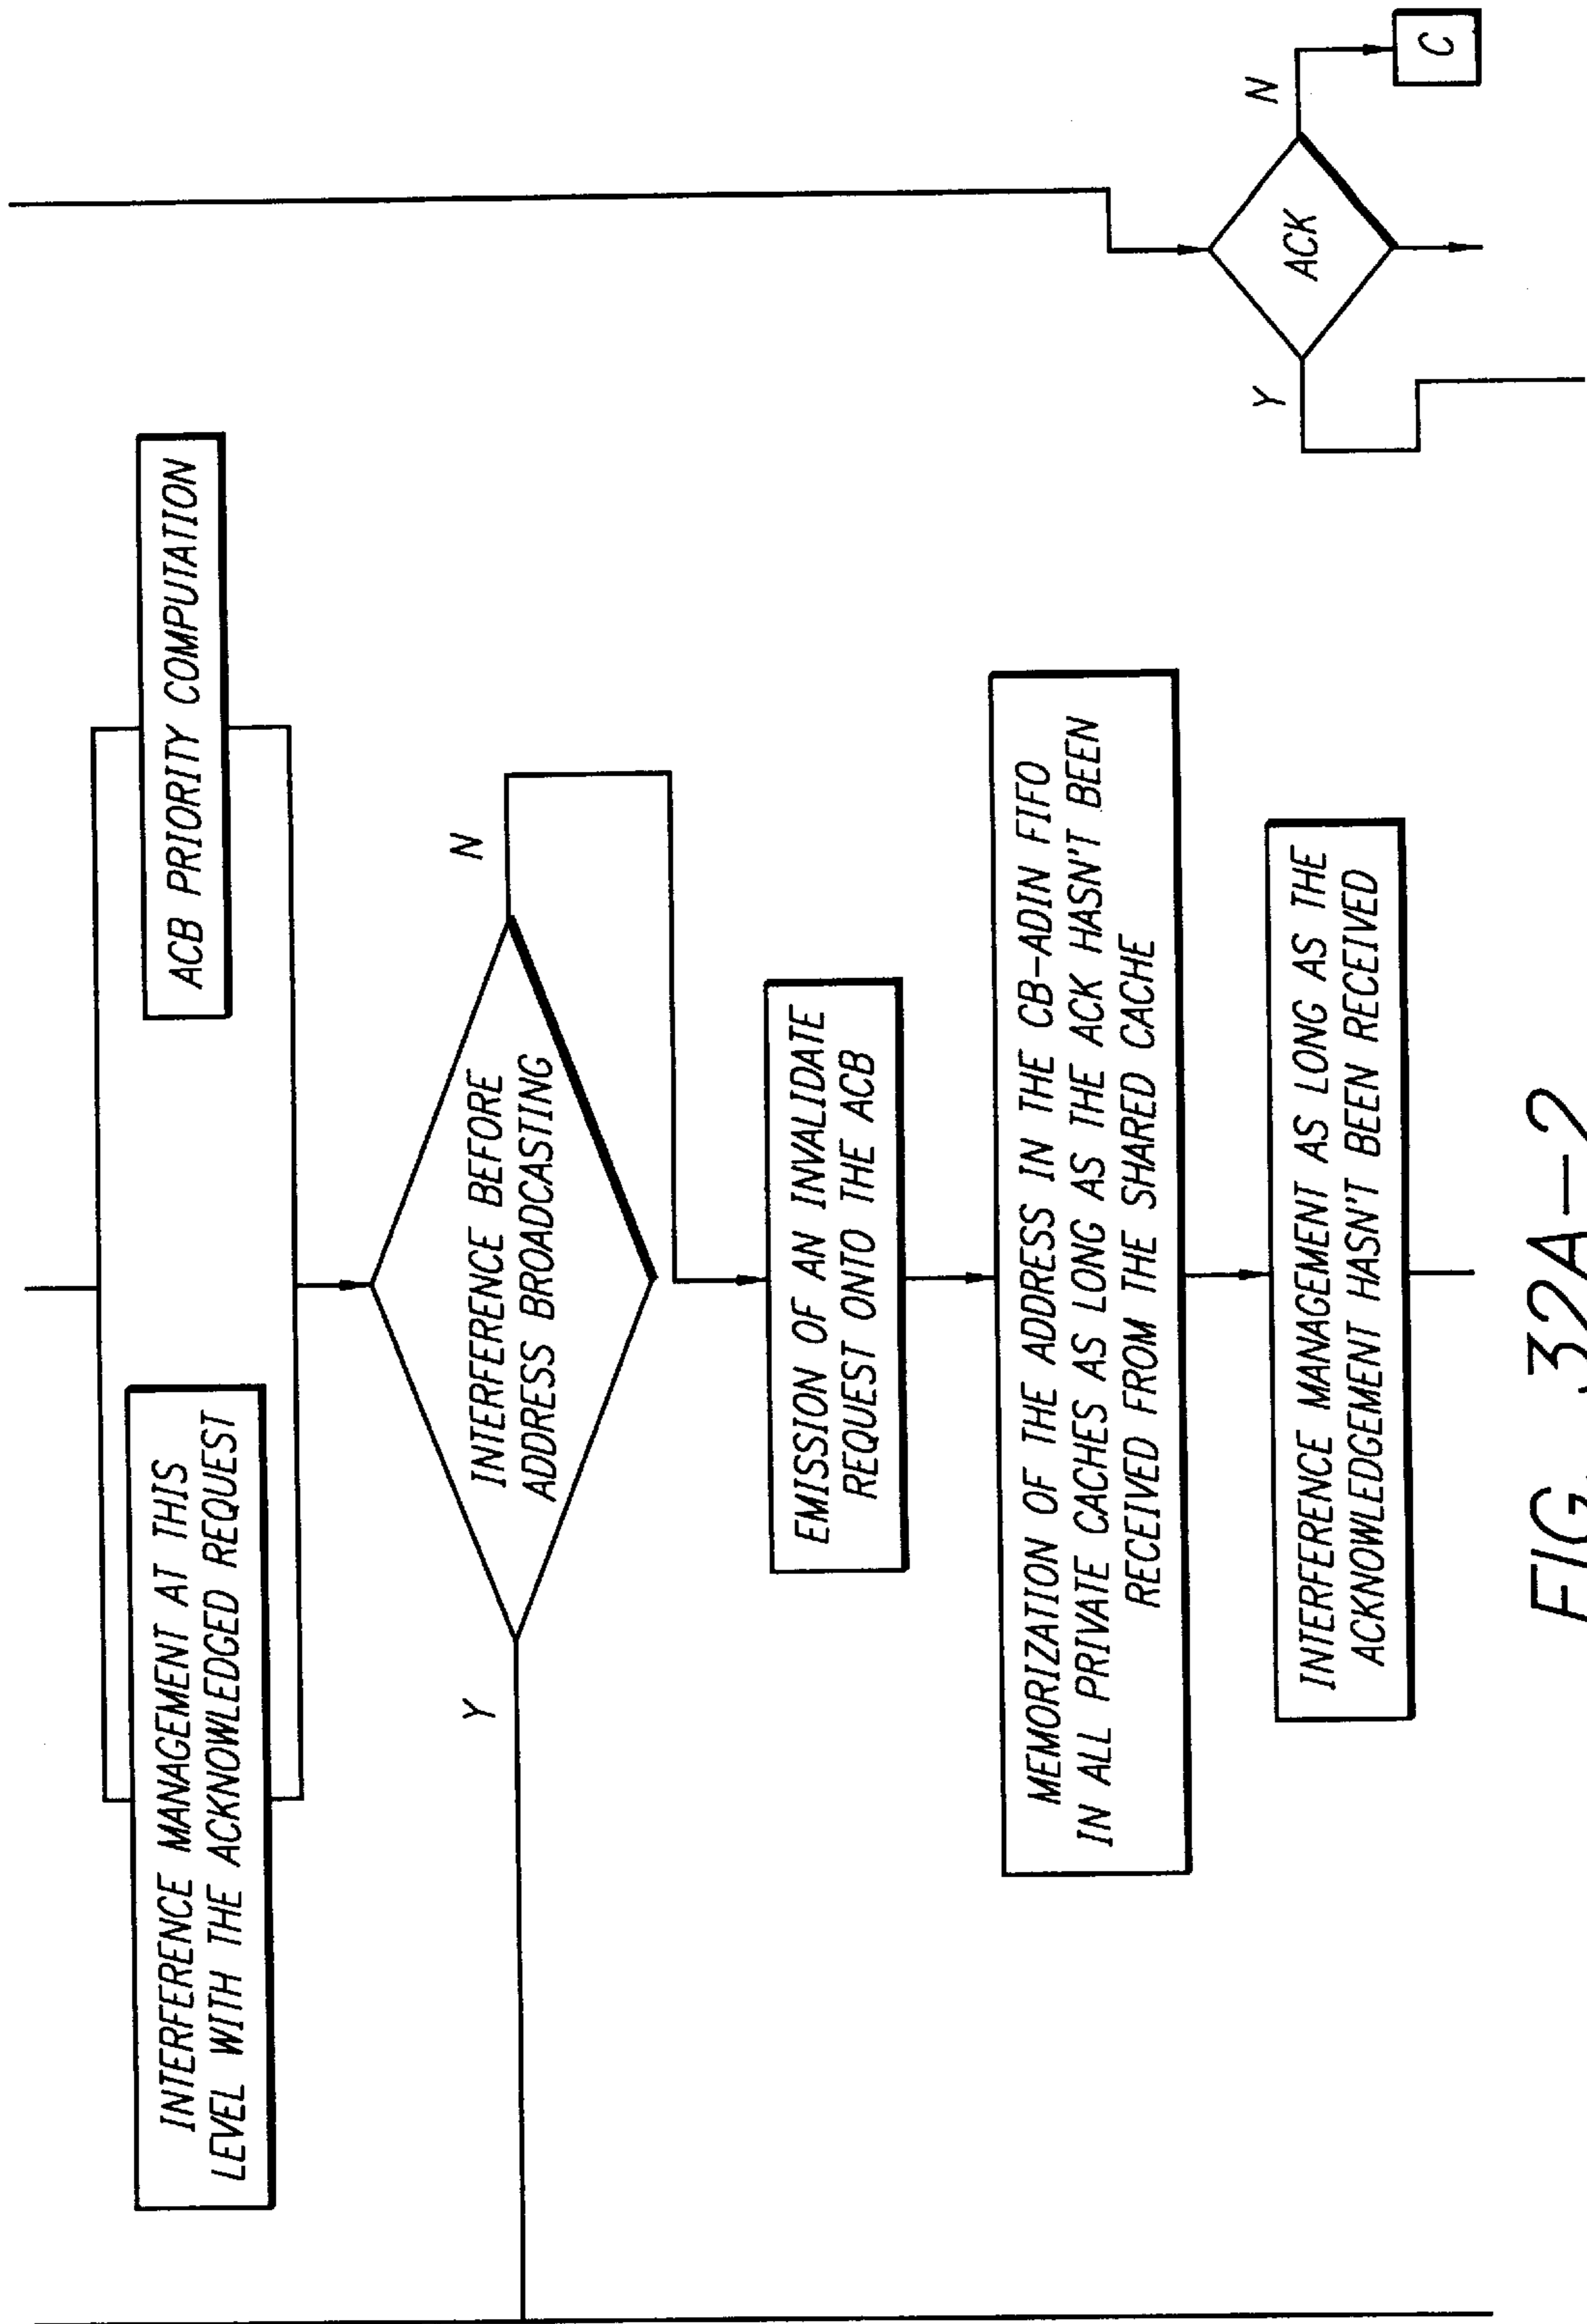 INTERFERENCE MANAGEMENT AT THIS
LEVEL WITH THE ACKNOWLEDGED REQUEST
ACB PRIORITY COMPUTATION
INTERFERENCE BEFORE
ADDRESS BROADCASTING
Y
N
EMISSION OF AN INVALIDATE
REQUEST ONTO THE ACB
MEMORIZATION OF THE ADDRESS IN THE CB-ADIN FIFO
IN ALL PRIVATE CACHES AS LONG AS THE ACK HASN'T BEEN
RECEIVED FROM THE SHARED CACHE
INTERFERENCE MANAGEMENT AS LONG AS THE
ACKNOWLEDGEMENT HASN'T BEEN RECEIVED
Y
ACK
N
C
FIG. 32A-2